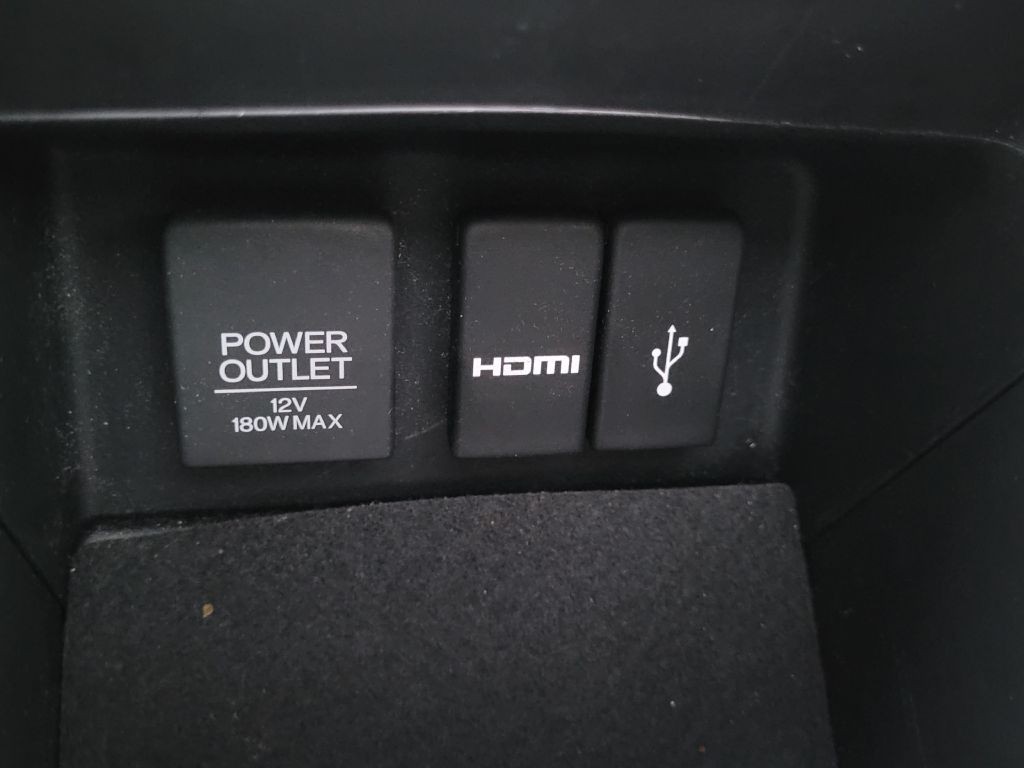 POWER
OUTLET
12V
180W MAX
HDMI